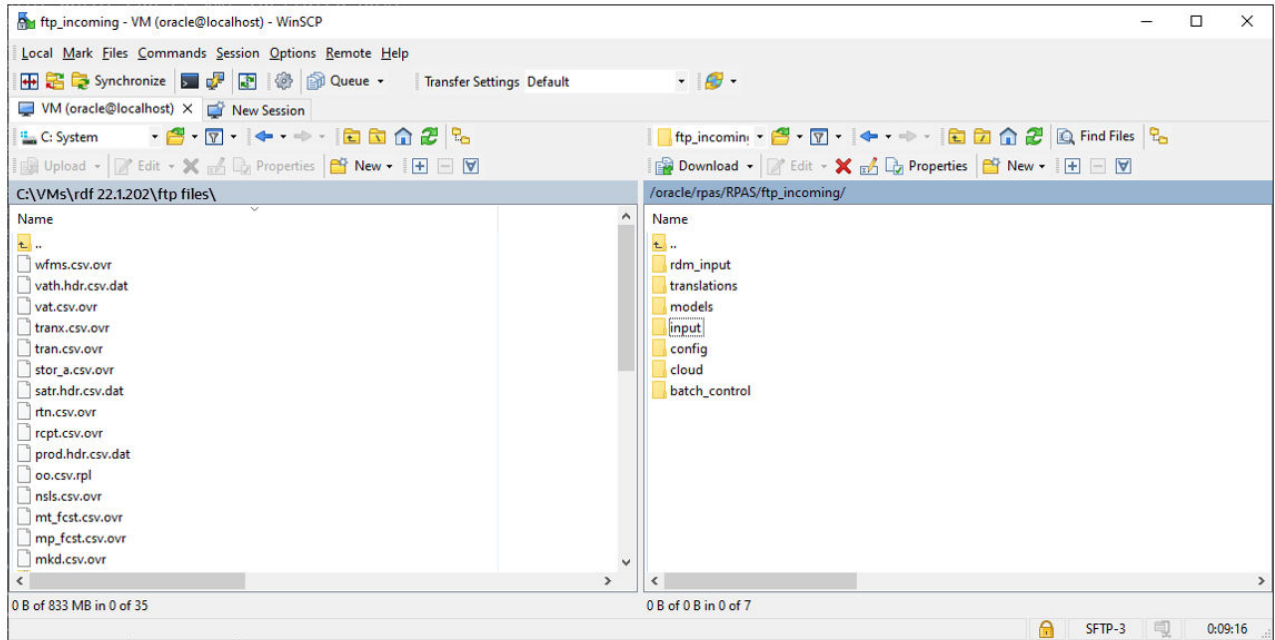 ftp_incoming - VM (oracle@localhost) - WinSCP
Local Mark Files Commands Session Options Remote Help
Synchronize Queue Transfer Settings Default
VM (oracle@localhost) New Session
C: System
Upload Edit Properties New
C:\VMs\rdf 22.1.202\ftp files\
Name
..
wfms.csv.ovr
vath.hdr.csv.dat
vat.csv.ovr
tranx.csv.ovr
tran.csv.ovr
stor_a.csv.ovr
satr.hdr.csv.dat
rtn.csv.ovr
rcpt.csv.ovr
prod.hdr.csv.dat
oo.csv.rpl
nsls.csv.ovr
mt_fcst.csv.ovr
mp_fcst.csv.ovr
mkd.csv.ovr
0 B of 833 MB in 0 of 35
ftp_incomin Find Files
Download Edit Properties New
/oracle/rpas/RPAS/ftp_incoming/
Name
..
rdm_input
translations
models
input
config
cloud
batch_control
0 B of 0 B in 0 of 7
SFTP-3 0:09:16